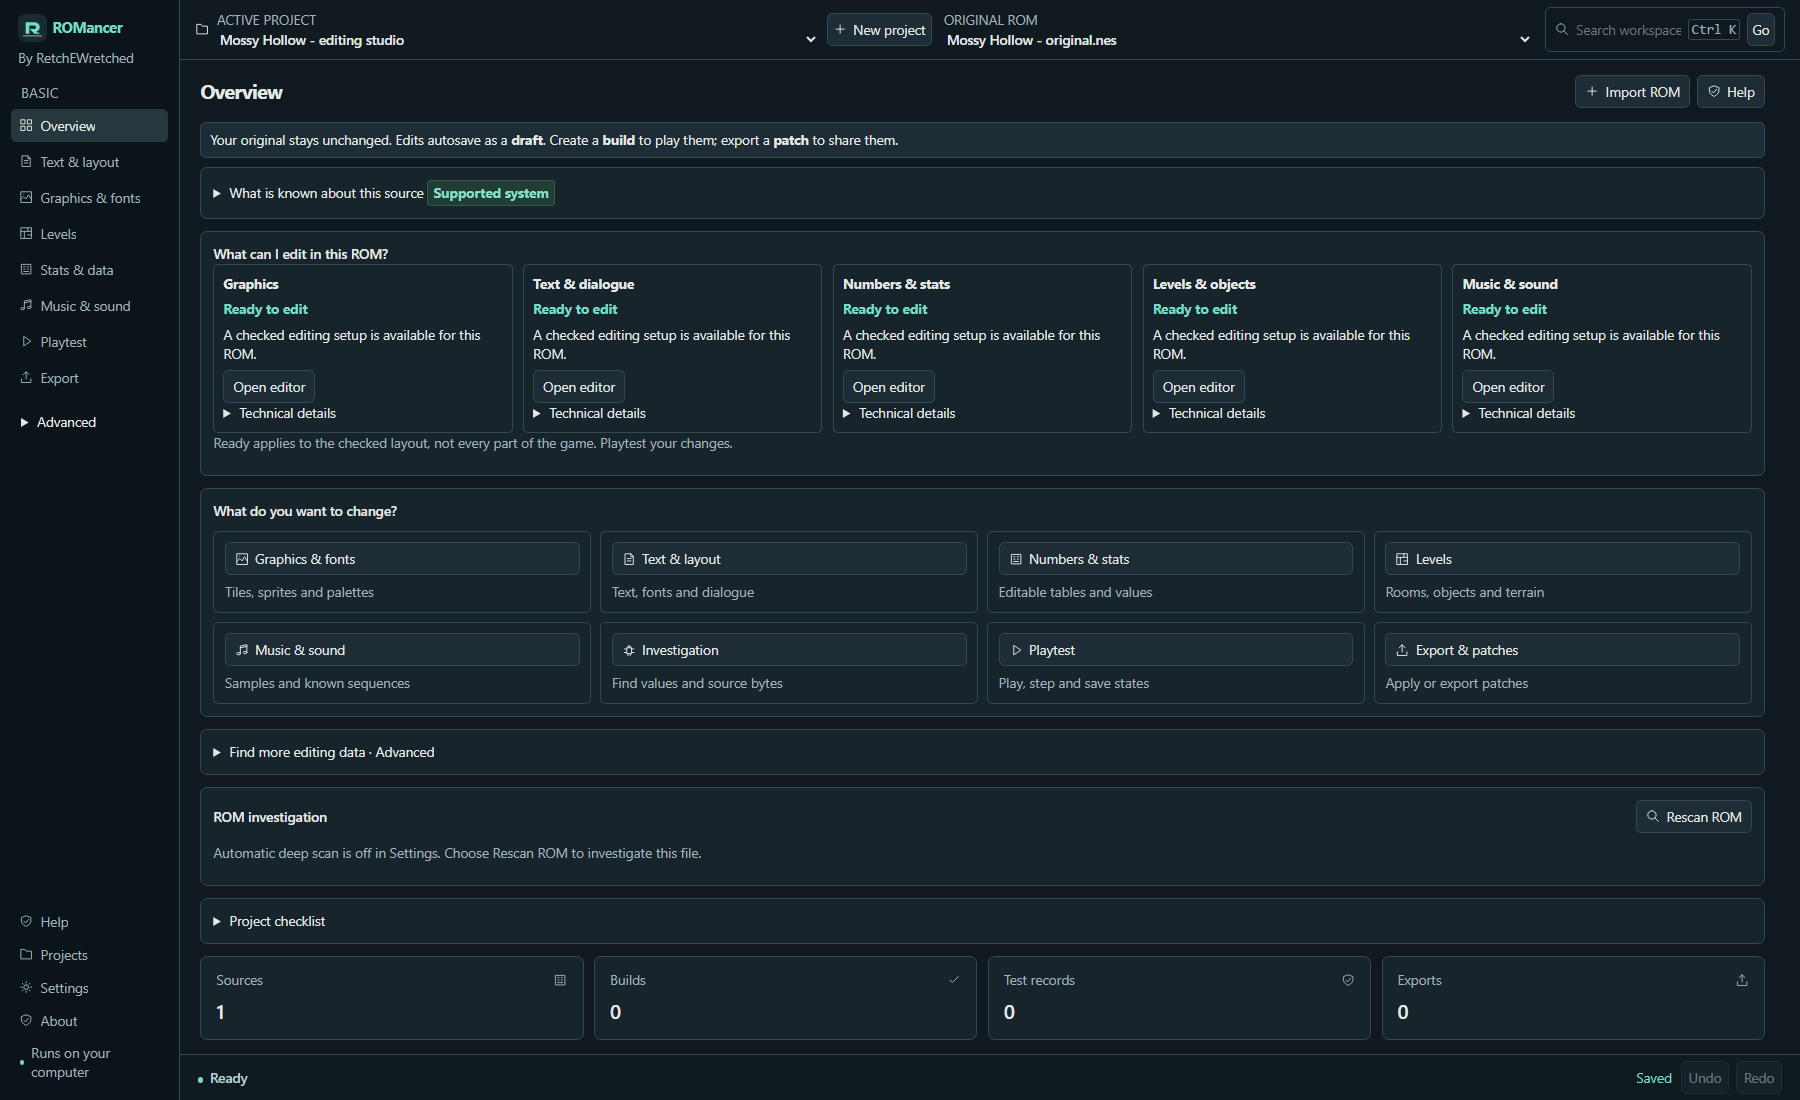 ROMancer
By RetchEWretched
BASIC
Overview
Text & layout
Graphics & fonts
Levels
Stats & data
Music & sound
Playtest
Export
Advanced
Help
Projects
Settings
About
Runs on your
computer
ACTIVE PROJECT
Mossy Hollow - editing studio
New project
ORIGINAL ROM
Mossy Hollow - original.nes
Search workspace
Ctrl K
Go
Overview
Import ROM
Help
Your original stays unchanged. Edits autosave as a draft. Create a build to play them; export a patch to share them.
What is known about this source Supported system
What can I edit in this ROM?
Graphics
Ready to edit
A checked editing setup is available for this
ROM.
Open editor
Technical details
Text & dialogue
Ready to edit
A checked editing setup is available for this
ROM.
Open editor
Technical details
Numbers & stats
Ready to edit
A checked editing setup is available for this
ROM.
Open editor
Technical details
Levels & objects
Ready to edit
A checked editing setup is available for this
ROM.
Open editor
Technical details
Music & sound
Ready to edit
A checked editing setup is available for this
ROM.
Open editor
Technical details
Ready applies to the checked layout, not every part of the game. Playtest your changes.
What do you want to change?
Graphics & fonts
Tiles, sprites and palettes
Text & layout
Text, fonts and dialogue
Numbers & stats
Editable tables and values
Levels
Rooms, objects and terrain
Music & sound
Samples and known sequences
Investigation
Find values and source bytes
Playtest
Play, step and save states
Export & patches
Apply or export patches
Find more editing data · Advanced
ROM investigation
Rescan ROM
Automatic deep scan is off in Settings. Choose Rescan ROM to investigate this file.
Project checklist
Sources
1
Builds
0
Test records
0
Exports
0
Ready
Saved
Undo
Redo